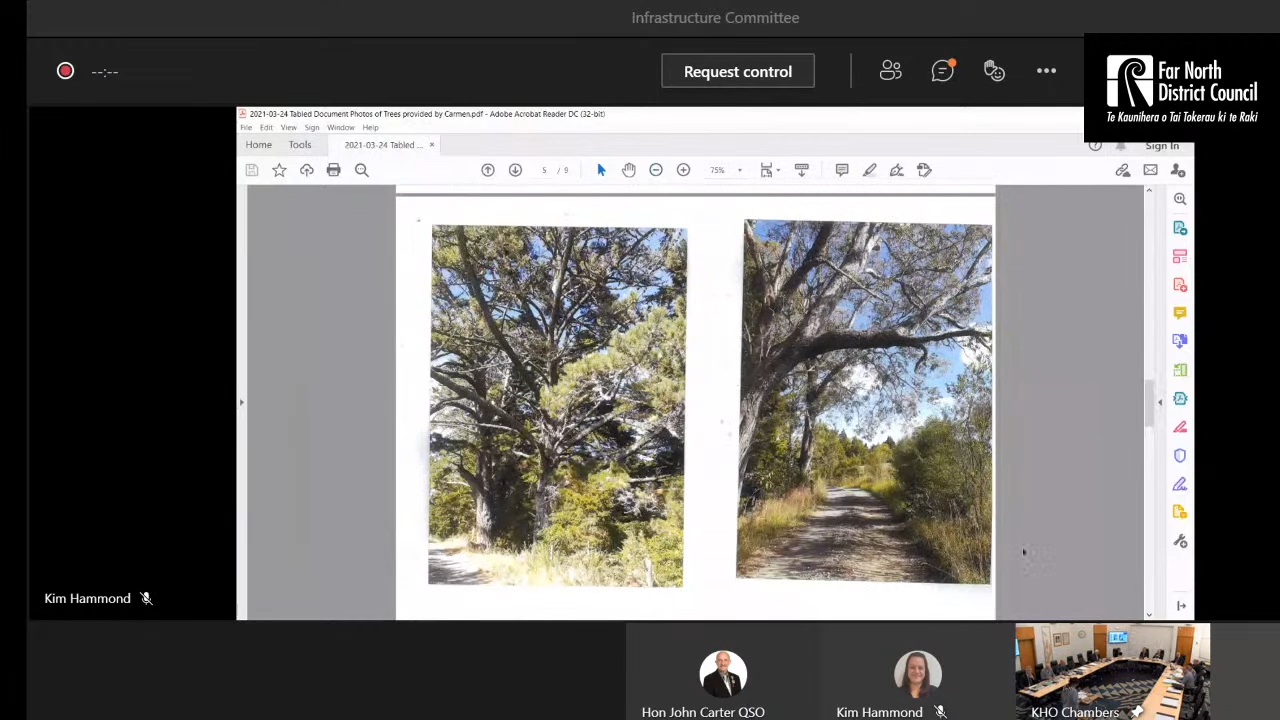 Infrastructure Committee
--:--
Request control
Far North
District Council
Te Kaunihera o Tai Tokerau ki te Raki
2021-03-24 Tabled Document Photos of Trees provided by Carmen.pdf - Adobe Acrobat Reader DC (32-bit)
File Edit View Sign Window Help
Home Tools 2021-03-24 Tabled ... × Sign In
5 / 9 75%
Kim Hammond
Hon John Carter QSO
Kim Hammond
KHO Chambers